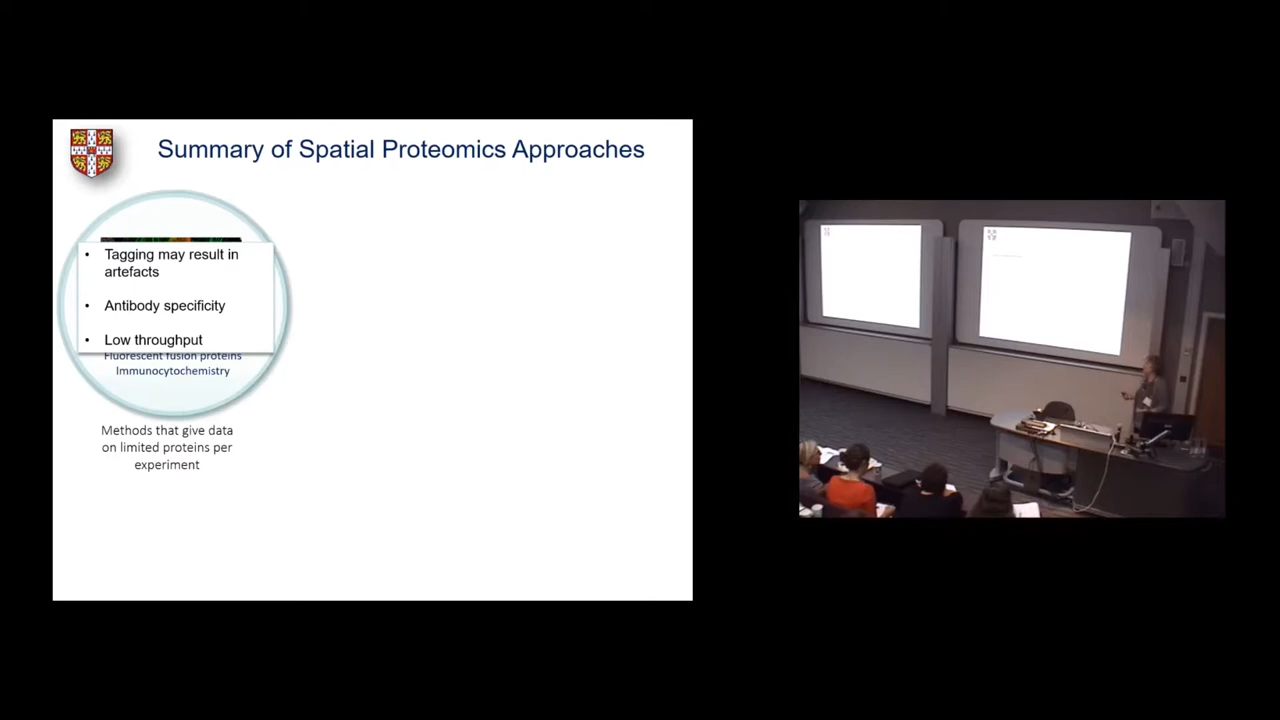 Summary of Spatial Proteomics Approaches
• Tagging may result in
artefacts
• Antibody specificity
• Low throughput
Fluorescent fusion proteins
Immunocytochemistry
Methods that give data
on limited proteins per
experiment